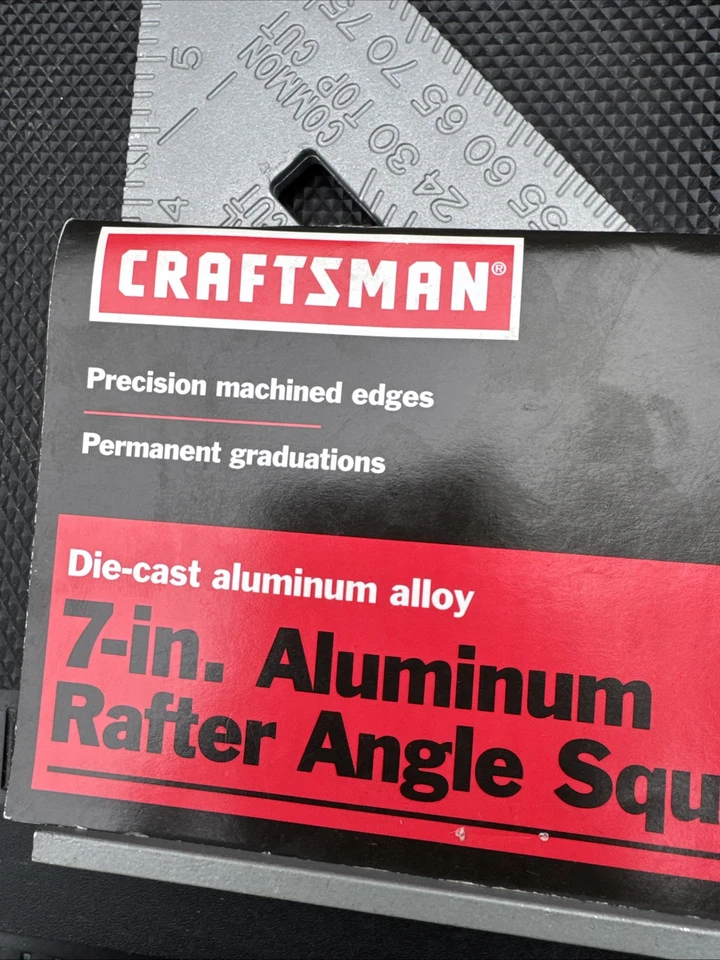 5
COMMON
TOP CUT
75
70
65
60
55
30
24
4
CUT
CRAFTSMAN®
Precision machined edges
Permanent graduations
Die-cast aluminum alloy
7-in. Aluminum
Rafter Angle Squ